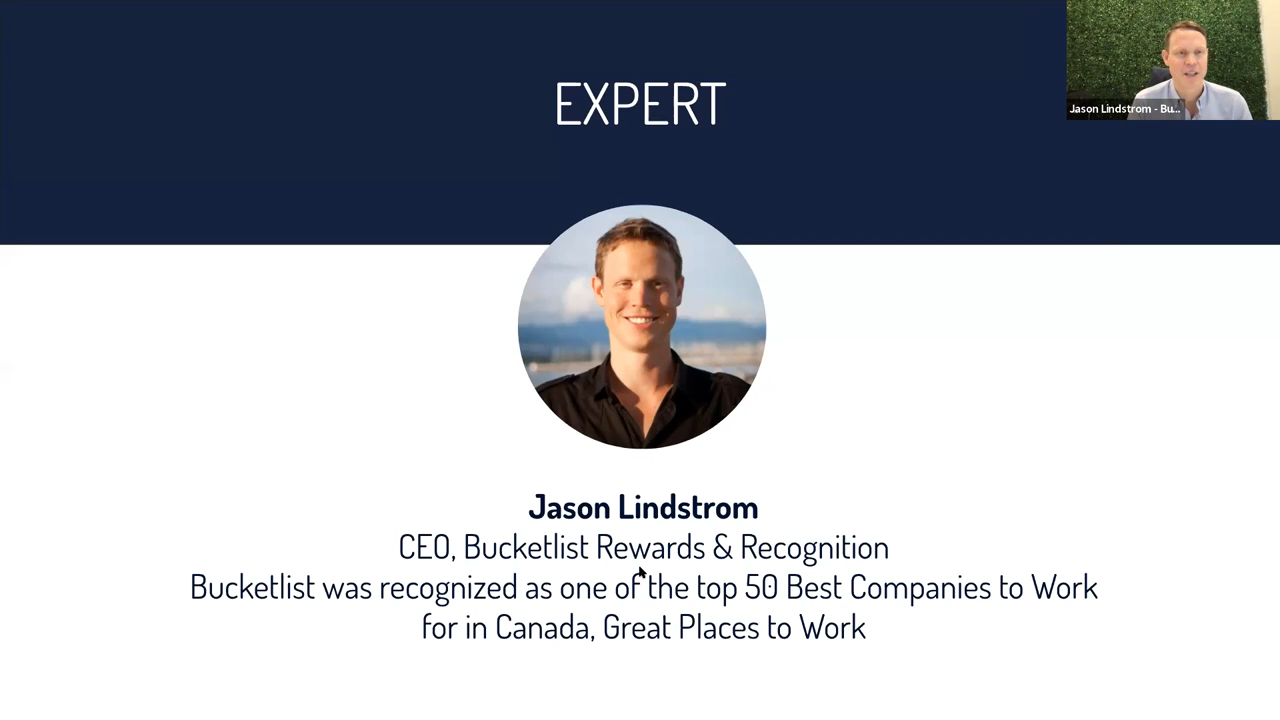 EXPERT
Jason Lindstrom - Bu...
Jason Lindstrom
CEO, Bucketlist Rewards & Recognition
Bucketlist was recognized as one of the top 50 Best Companies to Work
for in Canada, Great Places to Work